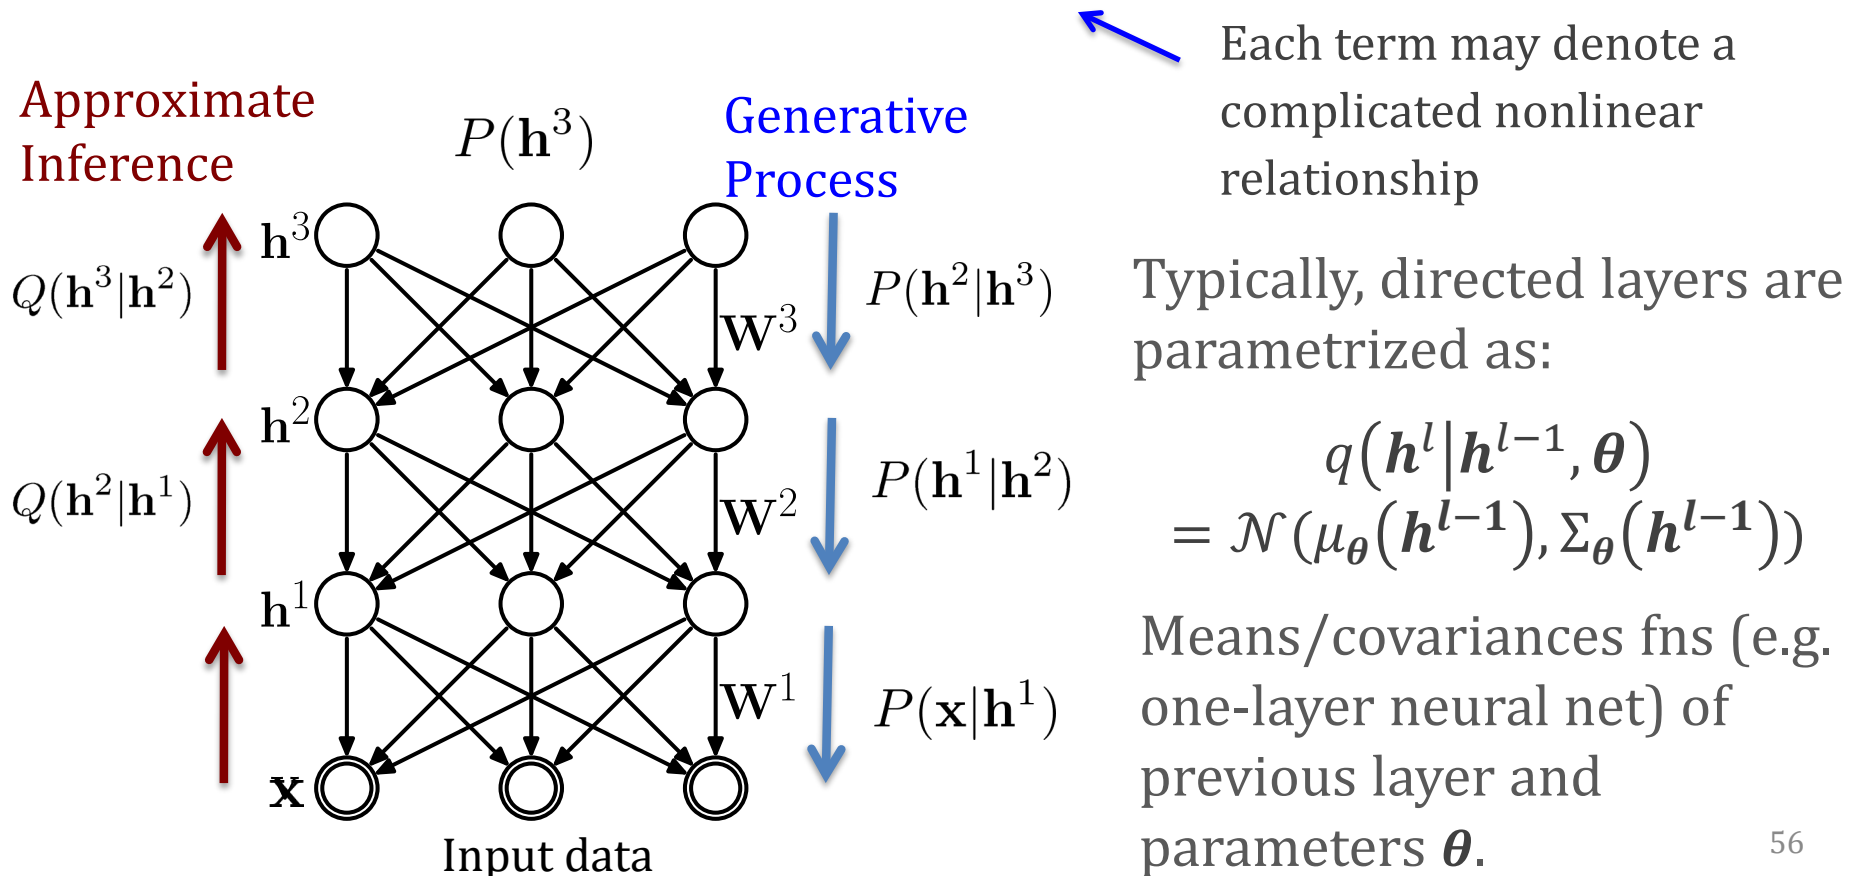 Approximate
Inference
P(h³)
Generative
Process
Each term may denote a
complicated nonlinear
relationship
h³
Q(h³|h²)
W³
P(h²|h³)
h²
Q(h²|h¹)
W²
P(h¹|h²)
h¹
W¹
P(x|h¹)
x
Input data
Typically, directed layers are
parametrized as:
q(hˡ|hˡ⁻¹, θ)
= 𝒩(μ_θ(hˡ⁻¹), Σ_θ(hˡ⁻¹))
Means/covariances fns (e.g.
one-layer neural net) of
previous layer and
parameters θ.
56